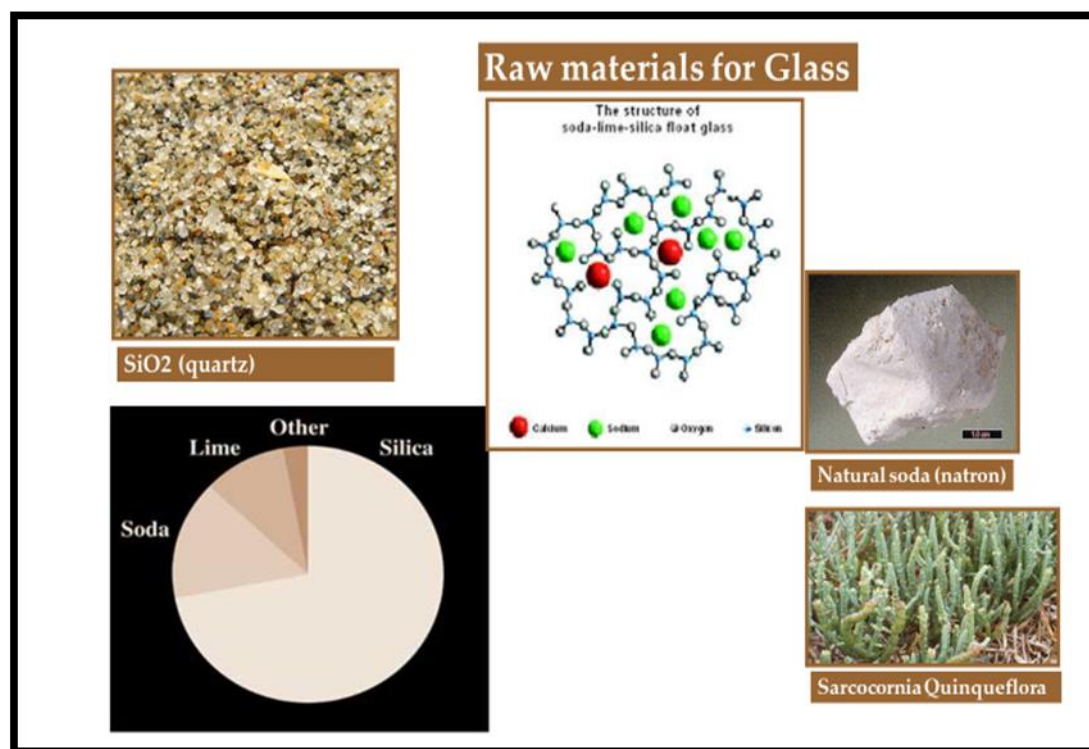 Raw materials for Glass
The structure of
soda-lime-silica float glass
SiO2 (quartz)
Calcium
Sodium
Oxygen
Silicon
Other
Lime
Silica
Soda
Natural soda (natron)
Sarcocornia Quinqueflora